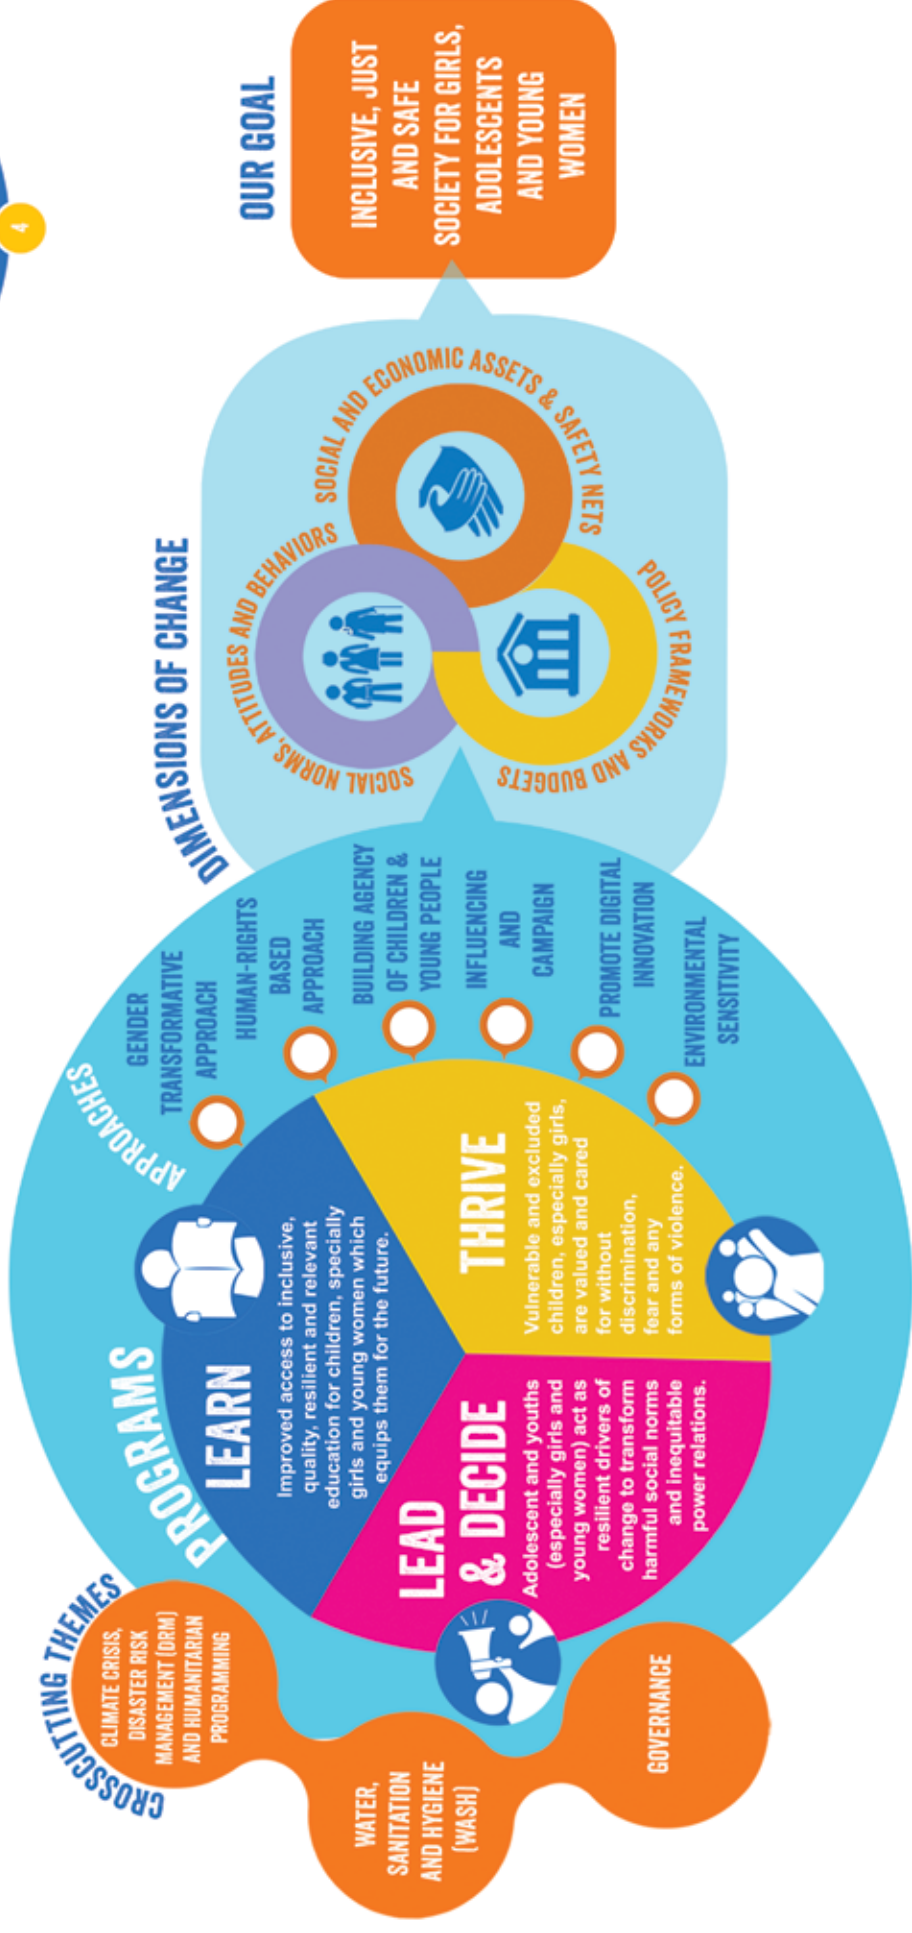 4
CROSSCUTTING THEMES
CLIMATE CRISIS,
DISASTER RISK
MANAGEMENT (DRM)
AND HUMANITARIAN
PROGRAMMING
WATER,
SANITATION
AND HYGIENE
(WASH)
GOVERNANCE
PROGRAMS
LEARN
Improved access to inclusive,
quality, resilient and relevant
education for children, specially
girls and young women which
equips them for the future.
LEAD
& DECIDE
Adolescent and youths
(especially girls and
young women) act as
resilient drivers of
change to transform
harmful social norms
and inequitable
power relations.
THRIVE
Vulnerable and excluded
children, especially girls,
are valued and cared
for without
discrimination,
fear and any
forms of violence.
APPROACHES
GENDER
TRANSFORMATIVE
APPROACH
HUMAN-RIGHTS
BASED
APPROACH
BUILDING AGENCY
OF CHILDREN &
YOUNG PEOPLE
INFLUENCING
AND
CAMPAIGN
PROMOTE DIGITAL
INNOVATION
ENVIRONMENTAL
SENSITIVITY
DIMENSIONS OF CHANGE
SOCIAL NORMS, ATTITUDES AND BEHAVIORS
SOCIAL AND ECONOMIC ASSETS & SAFETY NETS
POLICY FRAMEWORKS AND BUDGETS
OUR GOAL
INCLUSIVE, JUST
AND SAFE
SOCIETY FOR GIRLS,
ADOLESCENTS
AND YOUNG
WOMEN